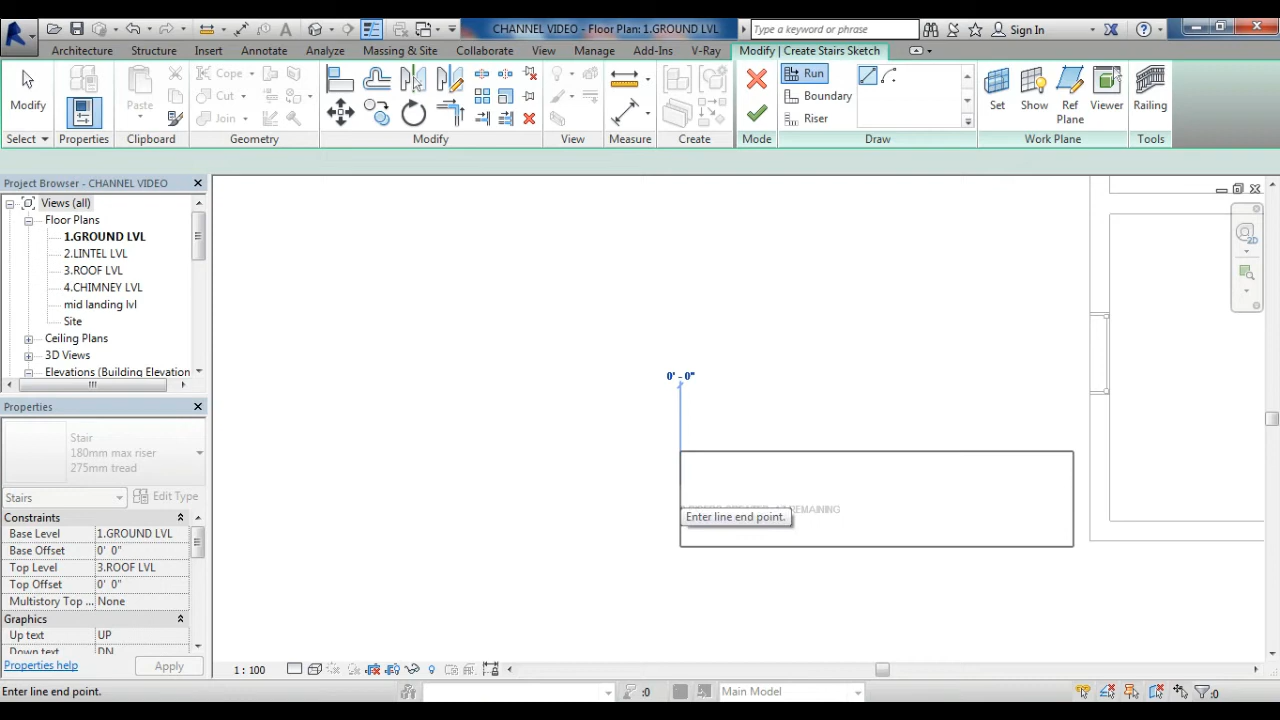 CHANNEL VIDEO - Floor Plan: 1.GROUND LVL
Type a keyword or phrase
Sign In
Architecture Structure Insert Annotate Analyze Massing & Site Collaborate View Manage Add-Ins V-Ray Modify | Create Stairs Sketch
Modify
Paste
Cope
Cut
Join
Run
Boundary
Riser
Set Show Ref Plane Viewer Railing
Select Properties Clipboard Geometry Modify View Measure Create Mode Draw Work Plane Tools
Project Browser - CHANNEL VIDEO
Views (all)
Floor Plans
1.GROUND LVL
2.LINTEL LVL
3.ROOF LVL
4.CHIMNEY LVL
mid landing lvl
Site
Ceiling Plans
3D Views
Elevations (Building Elevation
2D
0' - 0"
REMAINING
Enter line end point.
Properties
Stair
180mm max riser
275mm tread
Stairs
Edit Type
Constraints
Base Level 1.GROUND LVL
Base Offset 0' 0"
Top Level 3.ROOF LVL
Top Offset 0' 0"
Multistory Top ... None
Graphics
Up text UP
Down text DN
Properties help
Apply
1 : 100
Enter line end point.
:0
Main Model
:0